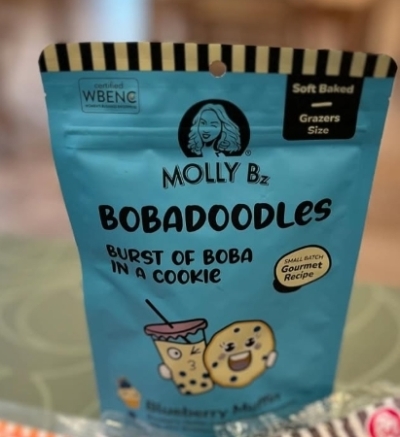 certified
WBENC
Soft Baked
Grazers
Size
MOLLY Bz
BOBADOODLes
BURST OF BOBA
IN A COOKIe
SMALL BATCH
Gourmet
Recipe
Blueberry Muffin